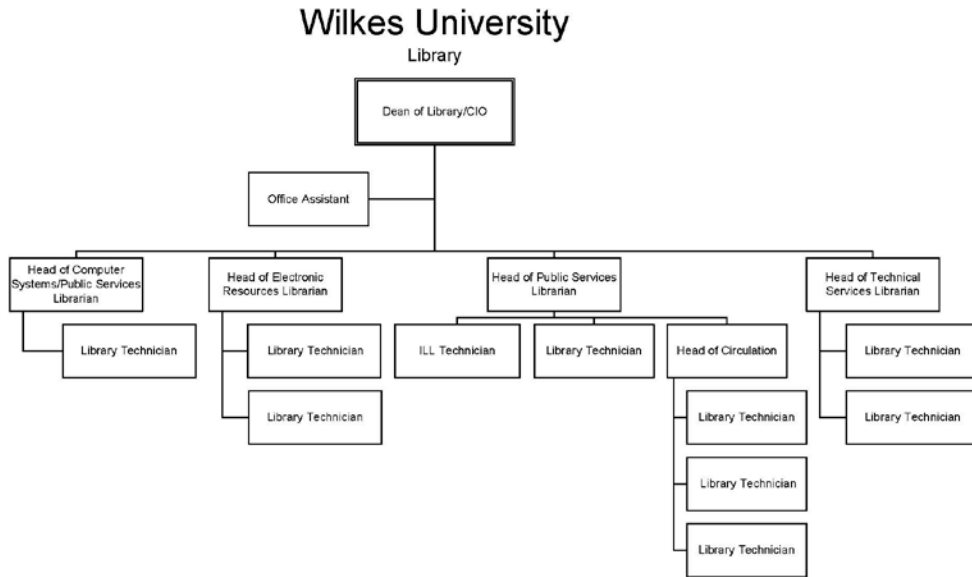 Wilkes University
Library
Dean of Library/CIO
Office Assistant
Head of Computer
Systems/Public Services
Librarian
Head of Electronic
Resources Librarian
Head of Public Services
Librarian
Head of Technical
Services Librarian
Library Technician
Library Technician
ILL Technician
Library Technician
Head of Circulation
Library Technician
Library Technician
Library Technician
Library Technician
Library Technician
Library Technician